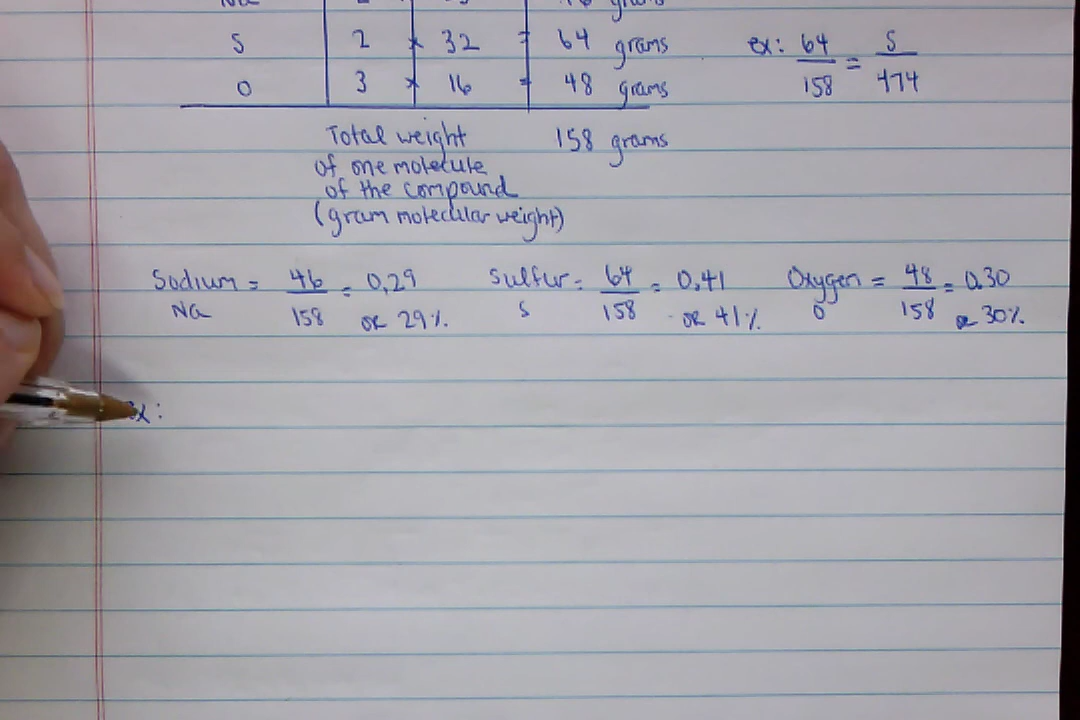 S 2 × 32 = 64 grams ex: 64/158 = S/474
O 3 × 16 = 48 grams
Total weight 158 grams
of one molecule
of the compound
(gram molecular weight)
Sodium = 46/158 = 0.29 Sulfur = 64/158 = 0.41 Oxygen = 48/158 = 0.30
Na or 29% S or 41% O or 30%
ex: